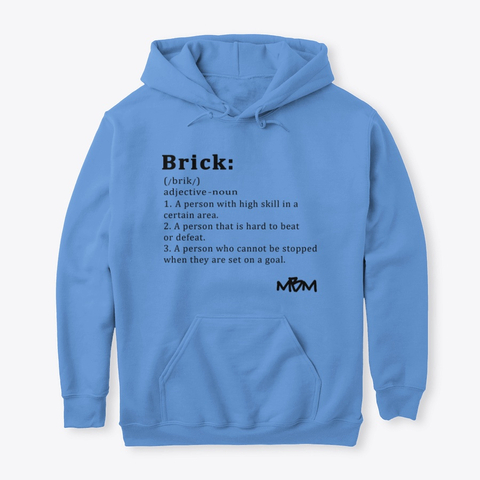 Brick:
(/brik/)
adjective-noun
1. A person with high skill in a
certain area.
2. A person that is hard to beat
or defeat.
3. A person who cannot be stopped
when they are set on a goal.
MBM